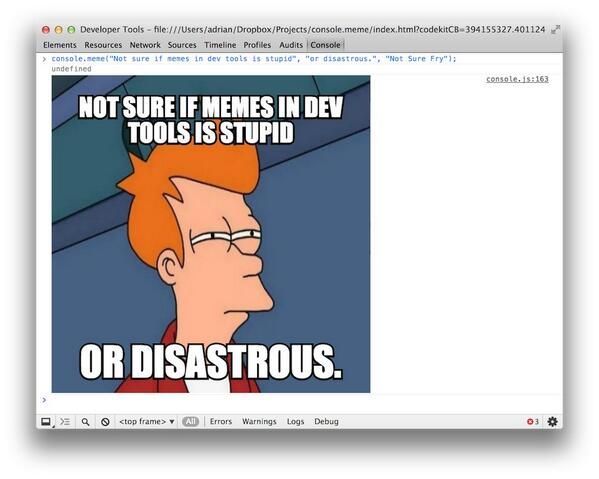 Developer Tools - file:///Users/adrian/Dropbox/Projects/console.meme/index.html?codekitCB=394155327.401124
Elements Resources Network Sources Timeline Profiles Audits Console
> console.meme("Not sure if memes in dev tools is stupid", "or disastrous.", "Not Sure Fry");
undefined
console.js:163
NOT SURE IF MEMES IN DEV
TOOLS IS STUPID
OR DISASTROUS.
>
<top frame> ▼ All Errors Warnings Logs Debug 3